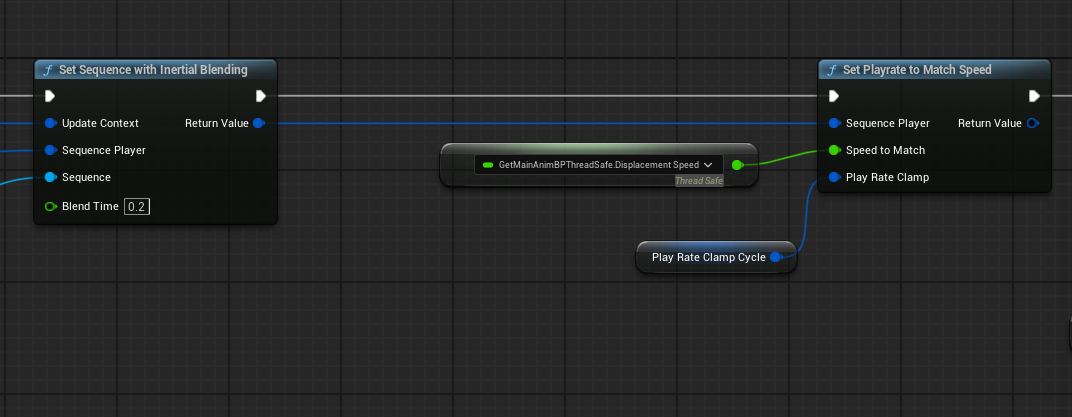 Set Sequence with Inertial Blending
Update Context
Return Value
Sequence Player
Sequence
Blend Time 0.2
GetMainAnimBPThreadSafe.Displacement Speed
Thread Safe
Play Rate Clamp Cycle
Set Playrate to Match Speed
Sequence Player
Return Value
Speed to Match
Play Rate Clamp